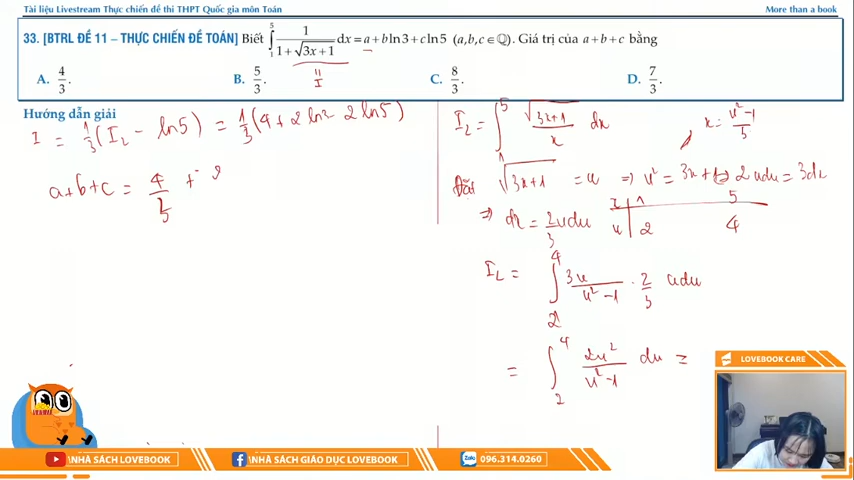 Tài liệu Livestream Thực chiến đề thi THPT Quốc gia môn Toán
More than a book
33. [BTRL ĐỀ 11 – THỰC CHIẾN ĐỀ TOÁN] Biết ∫₁⁵ 1/(1+√(3x+1)) dx = a + b ln3 + c ln5 (a,b,c ∈ ℚ). Giá trị của a + b + c bằng
A. 4/3. B. 5/3. C. 8/3. D. 7/3.
Hướng dẫn giải
I = 1/3 (I₂ − ln5) = 1/3 (4 + 2 ln2 2 ln5)
a+b+c = 4/3 +
I₂ = ∫₁⁵ √(3x+1)/x dx
x = (u²−1)/3
Đặt √(3x+1) = u ⇒ u² = 3x+1 ⇔ 2udu = 3dx
⇒ dx = 2udu/3
x | 1 5
u | 2 4
I₂ = ∫₂⁴ 3u/(u²−1) · 2/3 udu
= ∫₂⁴ 2u²/(u²−1) du =
LOVEBOOK CARE
NHÀ SÁCH LOVEBOOK
NHÀ SÁCH GIÁO DỤC LOVEBOOK
Zalo
096.314.0260